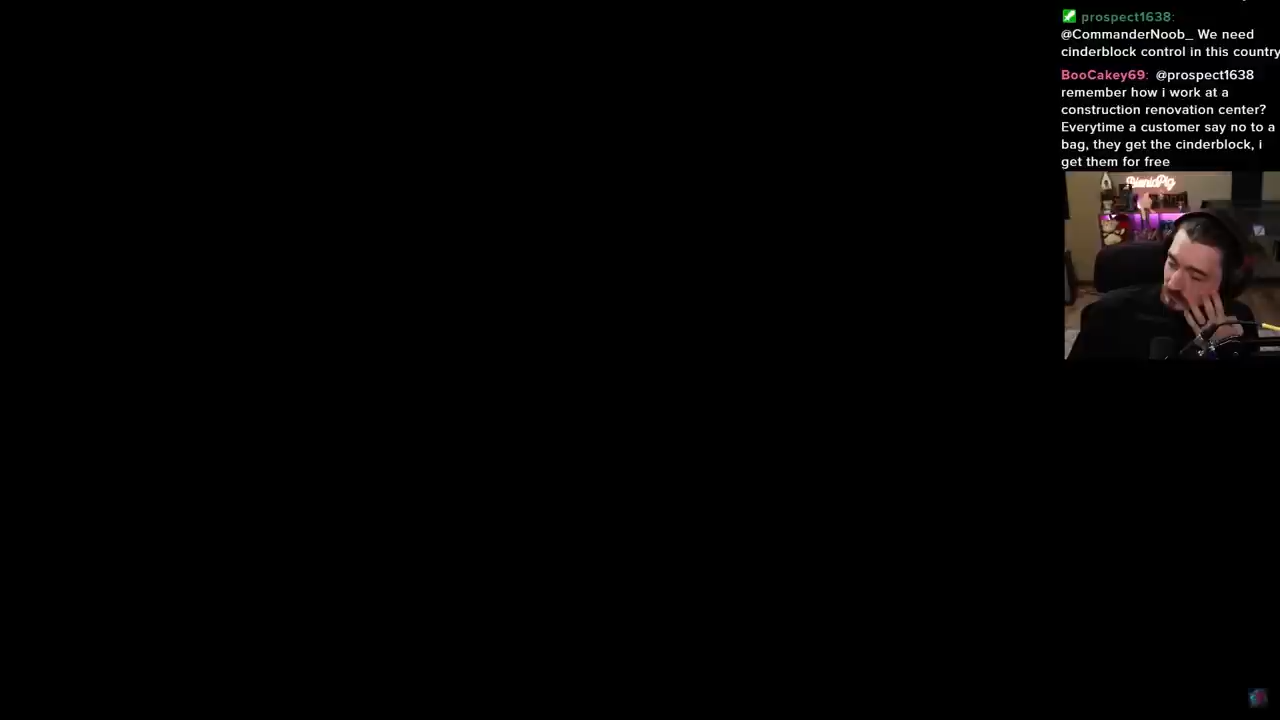 prospect1638:
@CommanderNoob_ We need
cinderblock control in this country
BooCakey69: @prospect1638
remember how i work at a
construction renovation center?
Everytime a customer say no to a
bag, they get the cinderblock, i
get them for free